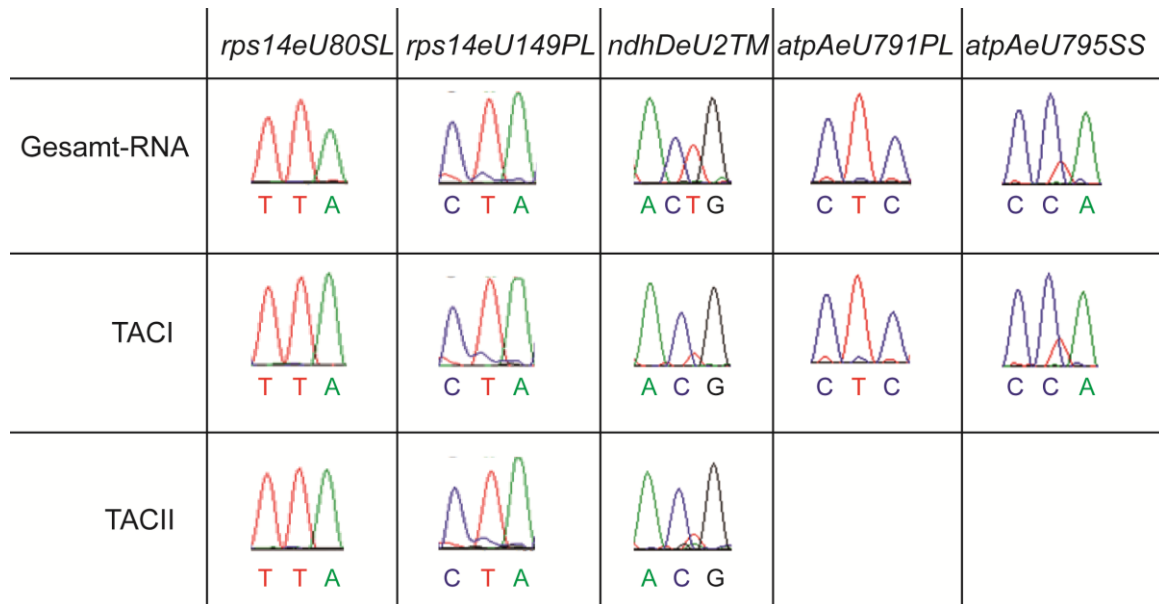 rps14eU80SL rps14eU149PL ndhDeU2TM atpAeU791PL atpAeU795SS
Gesamt-RNA
T T A C T A A C T G C T C C C A
TACI
T T A C T A A C G C T C C C A
TACII
T T A C T A A C G